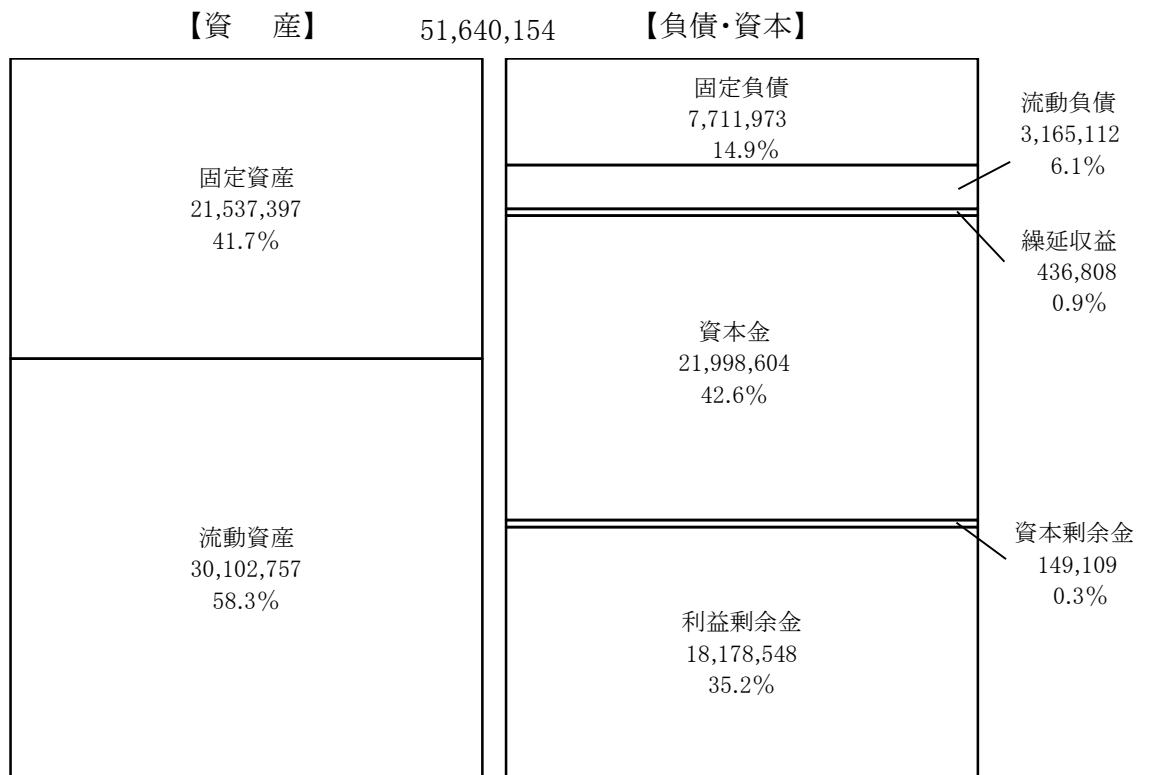 【資　産】 51,640,154 【負債・資本】
固定資産
21,537,397
41.7%
流動資産
30,102,757
58.3%
固定負債
7,711,973
14.9%
流動負債
3,165,112
6.1%
繰延収益
436,808
0.9%
資本金
21,998,604
42.6%
資本剰余金
149,109
0.3%
利益剰余金
18,178,548
35.2%